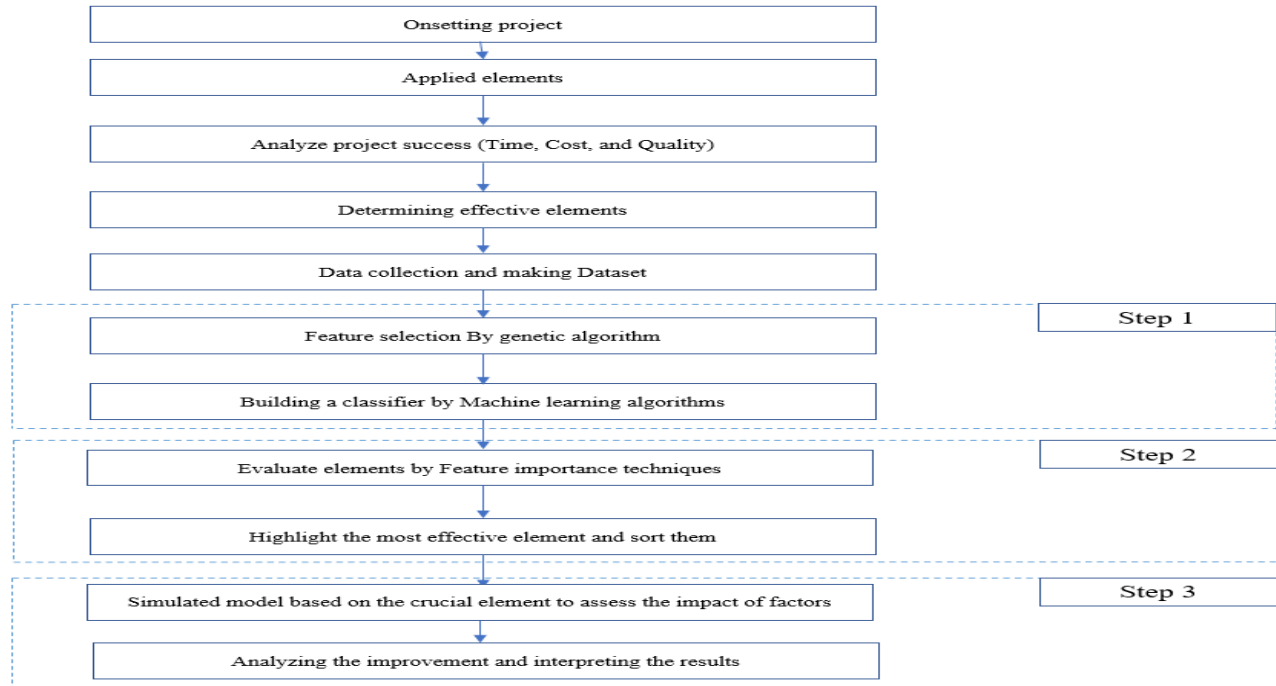 Onsetting project
Applied elements
Analyze project success (Time, Cost, and Quality)
Determining effective elements
Data collection and making Dataset
Step 1
Feature selection By genetic algorithm
Building a classifier by Machine learning algorithms
Step 2
Evaluate elements by Feature importance techniques
Highlight the most effective element and sort them
Step 3
Simulated model based on the crucial element to assess the impact of factors
Analyzing the improvement and interpreting the results